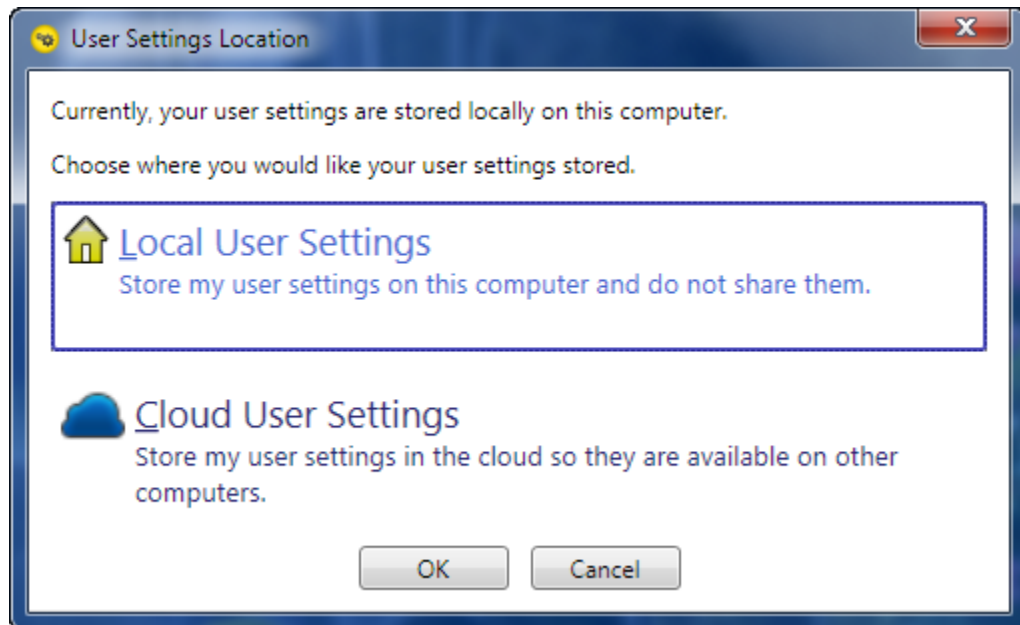 User Settings Location
Currently, your user settings are stored locally on this computer.
Choose where you would like your user settings stored.
Local User Settings
Store my user settings on this computer and do not share them.
Cloud User Settings
Store my user settings in the cloud so they are available on other
computers.
OK Cancel